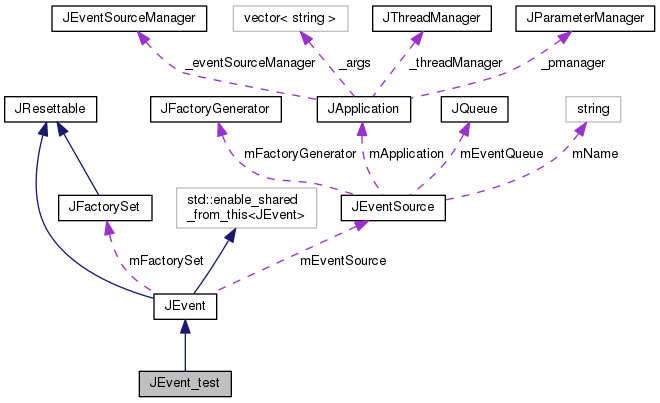 JEventSourceManager
vector< string >
JThreadManager
JParameterManager
_eventSourceManager
_args
_threadManager
_pmanager
JResettable
JFactoryGenerator
JApplication
JQueue
string
mFactoryGenerator
mApplication
mEventQueue
mName
JFactorySet
std::enable_shared
_from_this<JEvent>
JEventSource
mFactorySet
mEventSource
JEvent
JEvent_test